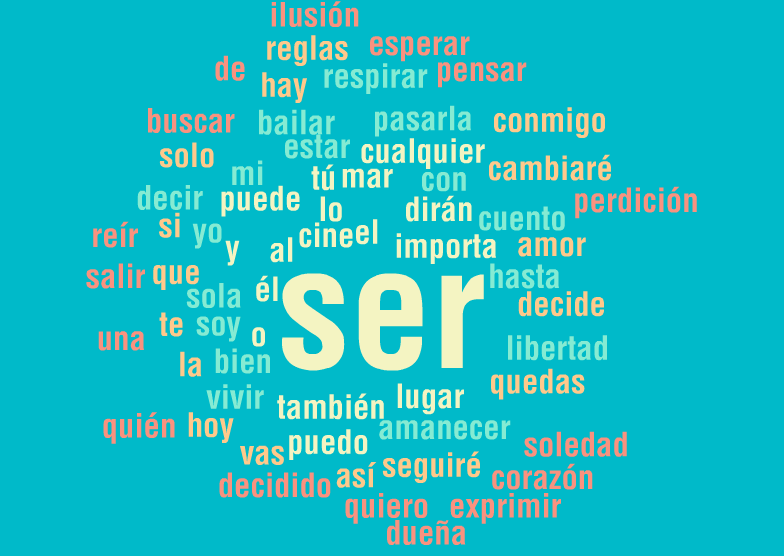 ilusión
reglas esperar
de hay respirar pensar
buscar bailar pasarla conmigo
solo estar cualquier
mi tú mar con cambiaré
decir puede lo dirán cuento perdición
reír si yo y al cine el importa amor
salir que sola él ser hasta decide
una te soy o
la bien libertad
vivir también lugar quedas
quién hoy puedo amanecer
vas así seguiré soledad
decidido corazón
quiero exprimir
dueña